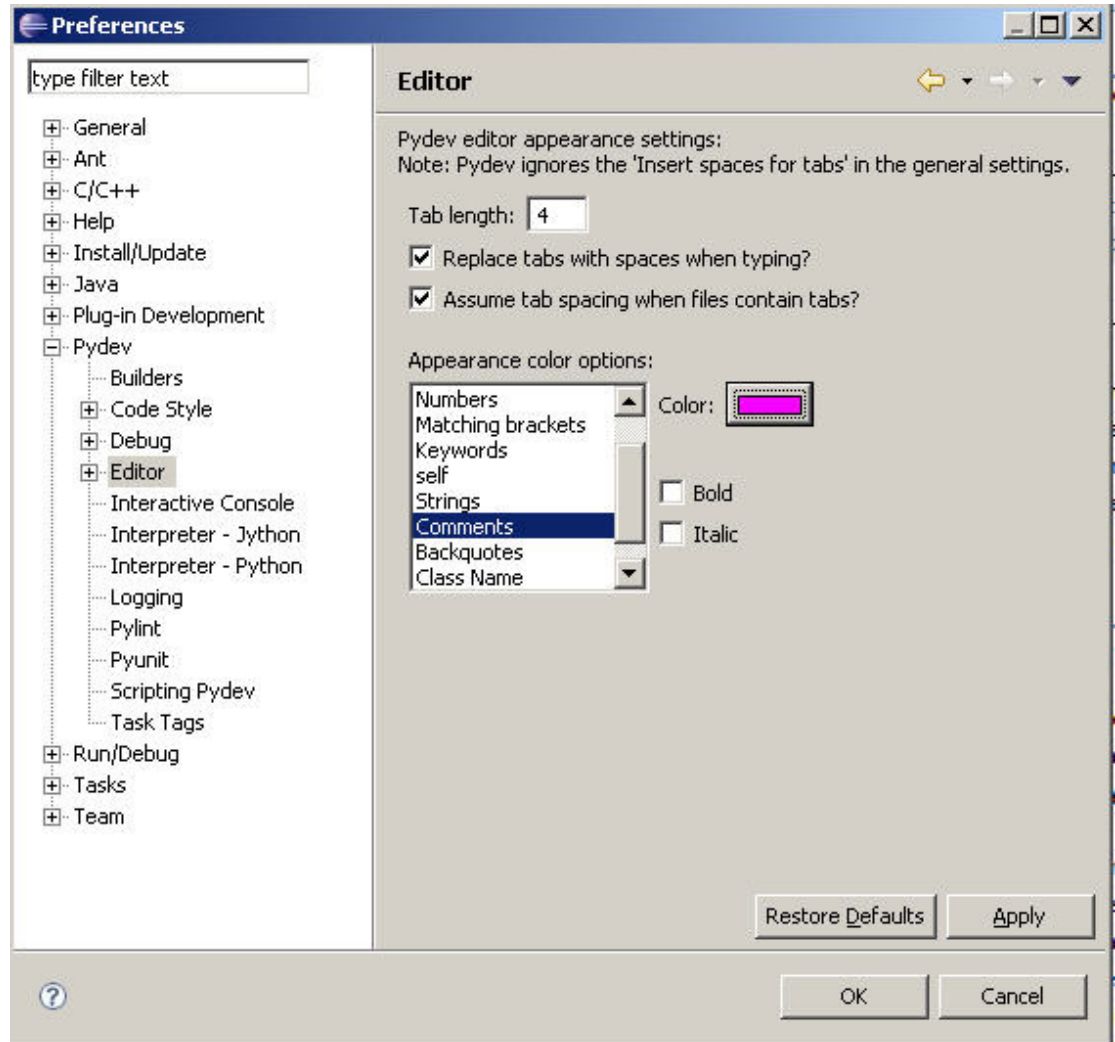 Preferences
type filter text
General
Ant
C/C++
Help
Install/Update
Java
Plug-in Development
Pydev
Builders
Code Style
Debug
Editor
Interactive Console
Interpreter - Jython
Interpreter - Python
Logging
Pylint
Pyunit
Scripting Pydev
Task Tags
Run/Debug
Tasks
Team
Editor
Pydev editor appearance settings:
Note: Pydev ignores the 'Insert spaces for tabs' in the general settings.
Tab length: 4
Replace tabs with spaces when typing?
Assume tab spacing when files contain tabs?
Appearance color options:
Numbers
Matching brackets
Keywords
self
Strings
Comments
Backquotes
Class Name
Color:
Bold
Italic
Restore Defaults Apply
OK Cancel